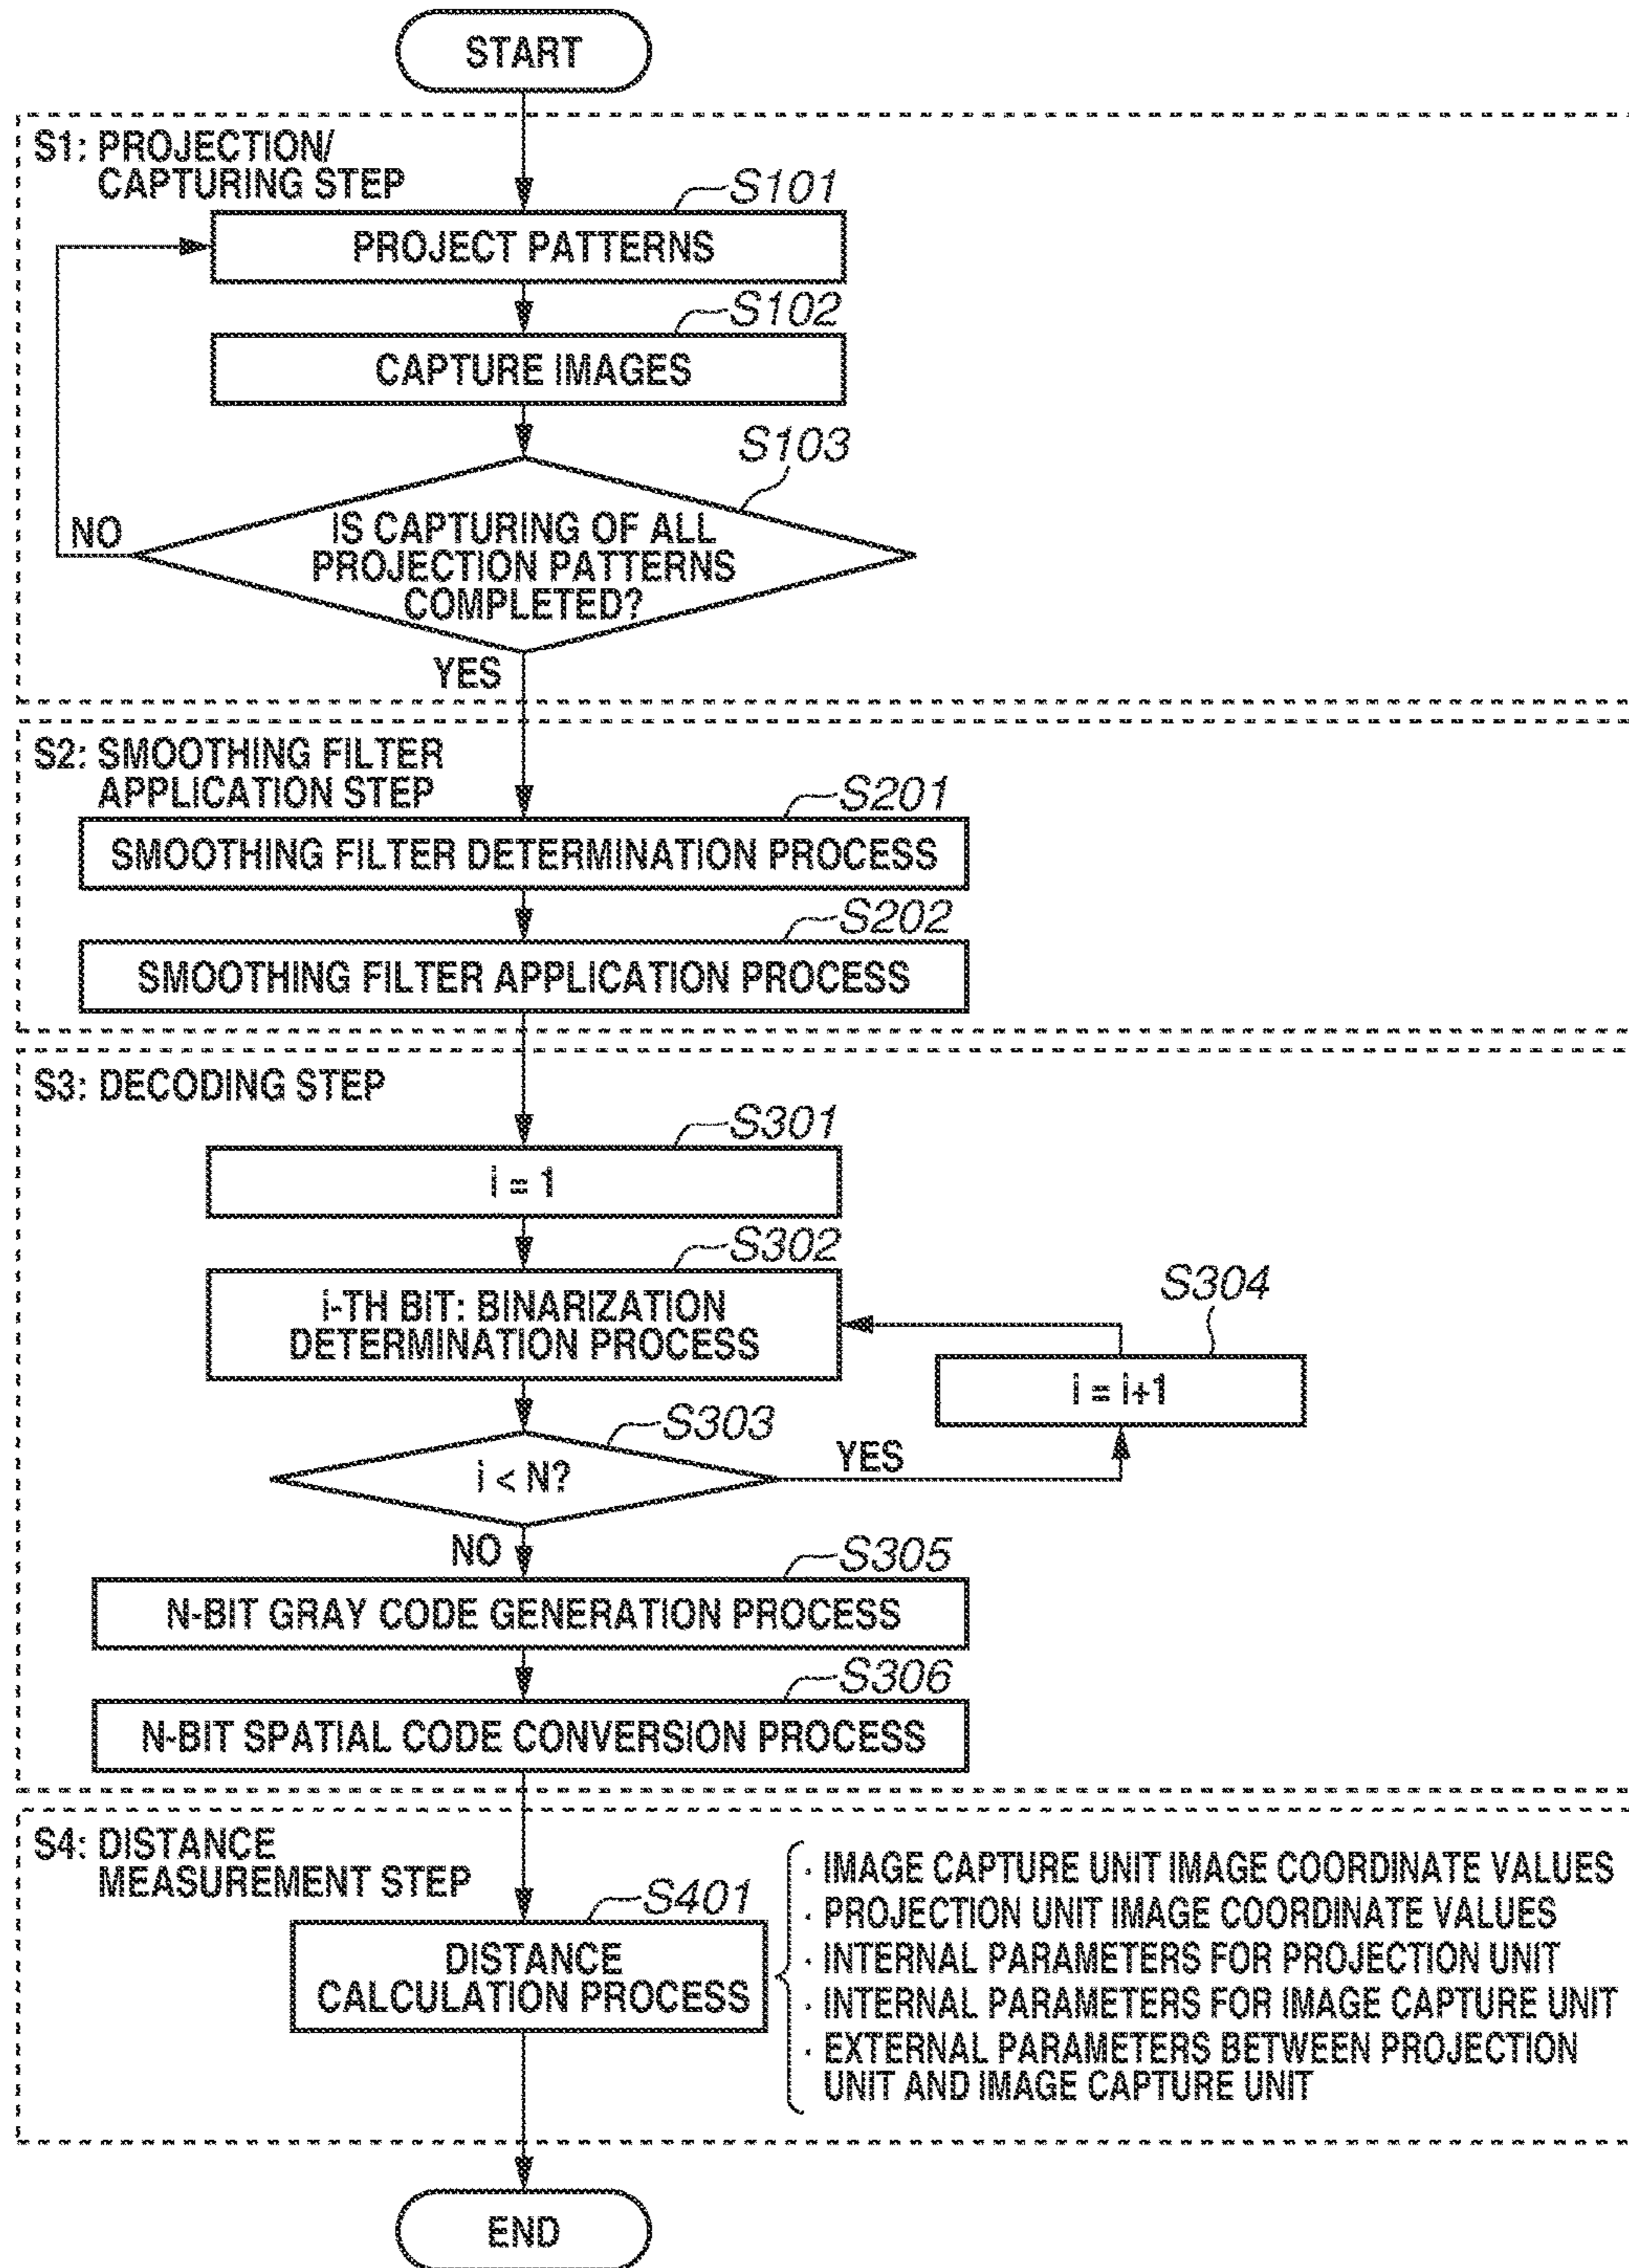 START
S1: PROJECTION/
CAPTURING STEP
S101
PROJECT PATTERNS
S102
CAPTURE IMAGES
S103
IS CAPTURING OF ALL
PROJECTION PATTERNS
COMPLETED?
NO
YES
S2: SMOOTHING FILTER
APPLICATION STEP
S201
SMOOTHING FILTER DETERMINATION PROCESS
S202
SMOOTHING FILTER APPLICATION PROCESS
S3: DECODING STEP
S301
i = 1
S302
i-TH BIT: BINARIZATION
DETERMINATION PROCESS
S304
i = i+1
S303
i < N?
YES
NO
S305
N-BIT GRAY CODE GENERATION PROCESS
S306
N-BIT SPATIAL CODE CONVERSION PROCESS
S4: DISTANCE
MEASUREMENT STEP
S401
DISTANCE
CALCULATION PROCESS
· IMAGE CAPTURE UNIT IMAGE COORDINATE VALUES
· PROJECTION UNIT IMAGE COORDINATE VALUES
· INTERNAL PARAMETERS FOR PROJECTION UNIT
· INTERNAL PARAMETERS FOR IMAGE CAPTURE UNIT
· EXTERNAL PARAMETERS BETWEEN PROJECTION
UNIT AND IMAGE CAPTURE UNIT
END